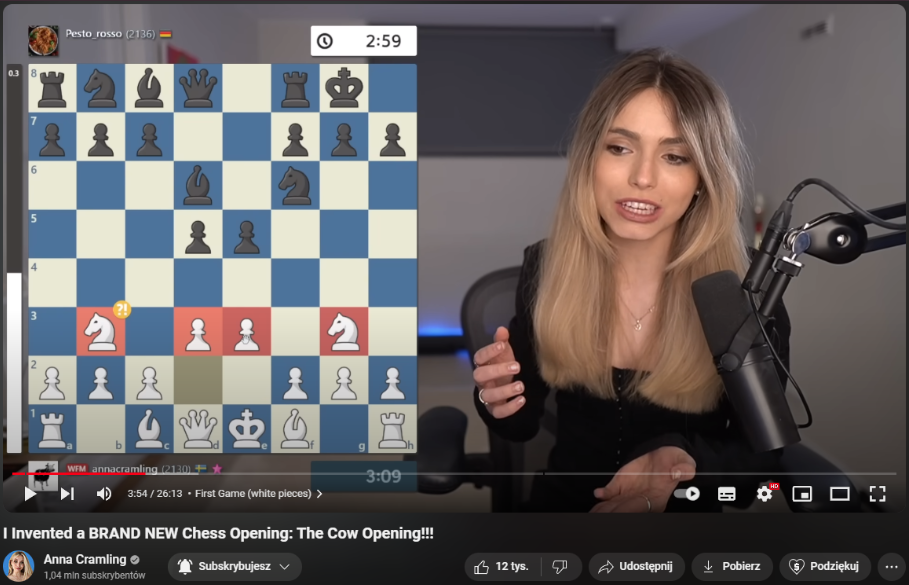 Pesto_rosso (2136)
2:59
0.3
8
7
6
5
4
3
?!
2
1
a b c d e f g h
WFM annacramling (2130)
3:09
3:54 / 26:13 • First Game (white pieces)
HD
I Invented a BRAND NEW Chess Opening: The Cow Opening!!!
Anna Cramling
1,04 mln subskrybentów
Subskrybujesz
12 tys.
Udostępnij
Pobierz
Podziękuj